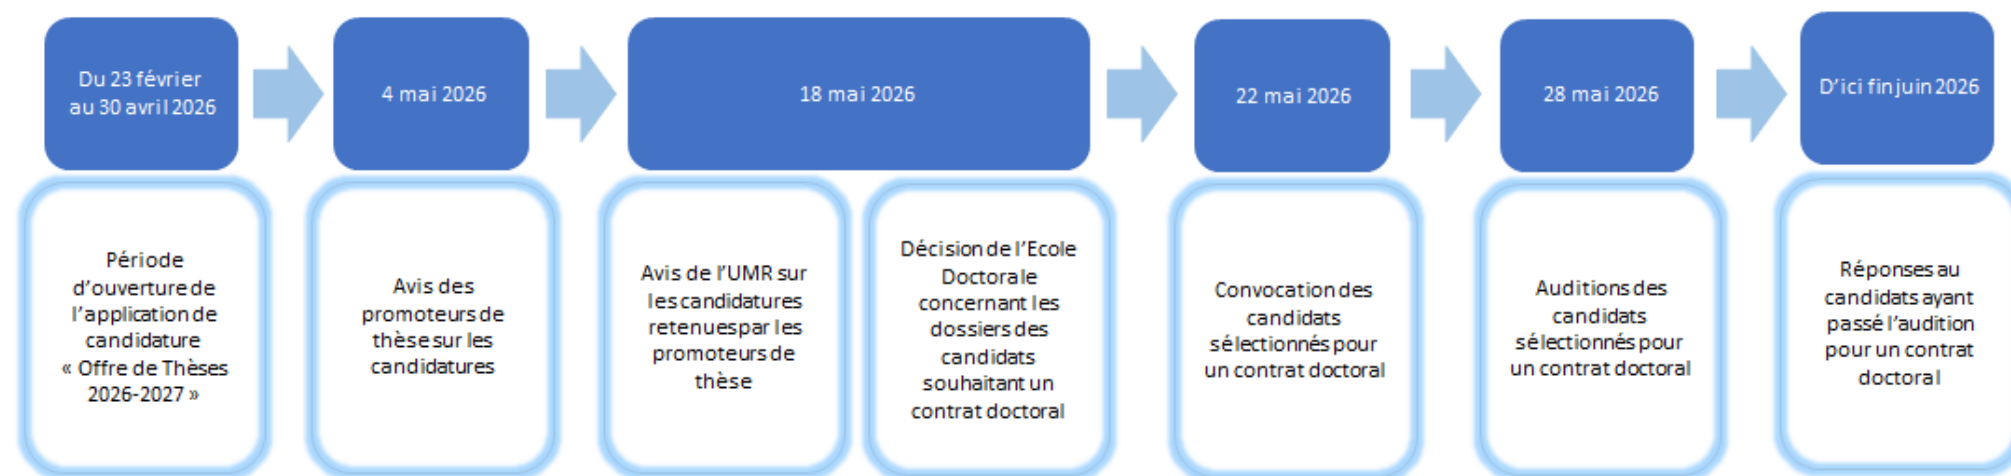 Du 23 février
au 30 avril 2026
4 mai 2026
18 mai 2026
22 mai 2026
28 mai 2026
D'ici fin juin 2026
Période
d'ouverture de
l'application de
candidature
« Offre de Thèses
2026-2027 »
Avis des
promoteurs de
thèse sur les
candidatures
Avis de l'UMR sur
les candidatures
retenues par les
promoteurs de
thèse
Décision de l'Ecole
Doctorale
concernant les
dossiers des
candidats
souhaitant un
contrat doctoral
Convocation des
candidats
sélectionnés pour
un contrat doctoral
Auditions des
candidats
sélectionnés pour
un contrat doctoral
Réponses au
candidats ayant
passé l'audition
pour un contrat
doctoral